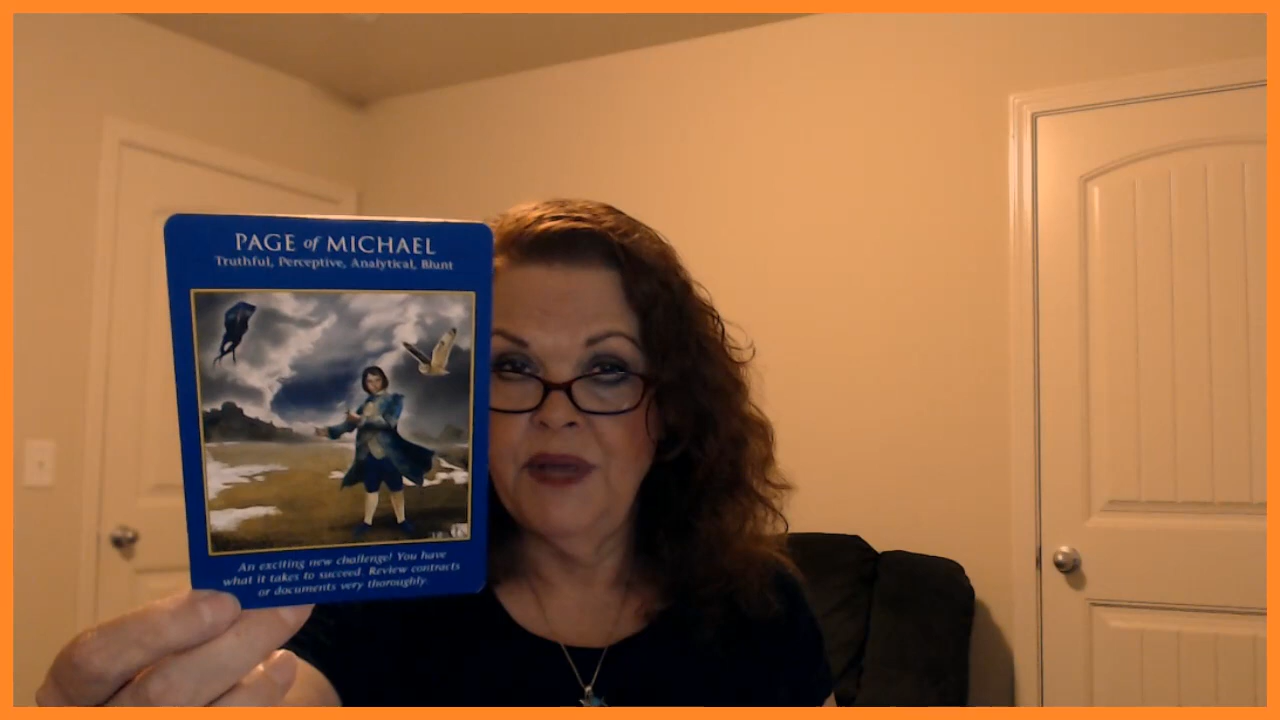 PAGE of MICHAEL
Truthful, Perceptive, Analytical, Blunt
An exciting new challenge! You have
what it takes to succeed. Review contracts
or documents very thoroughly.